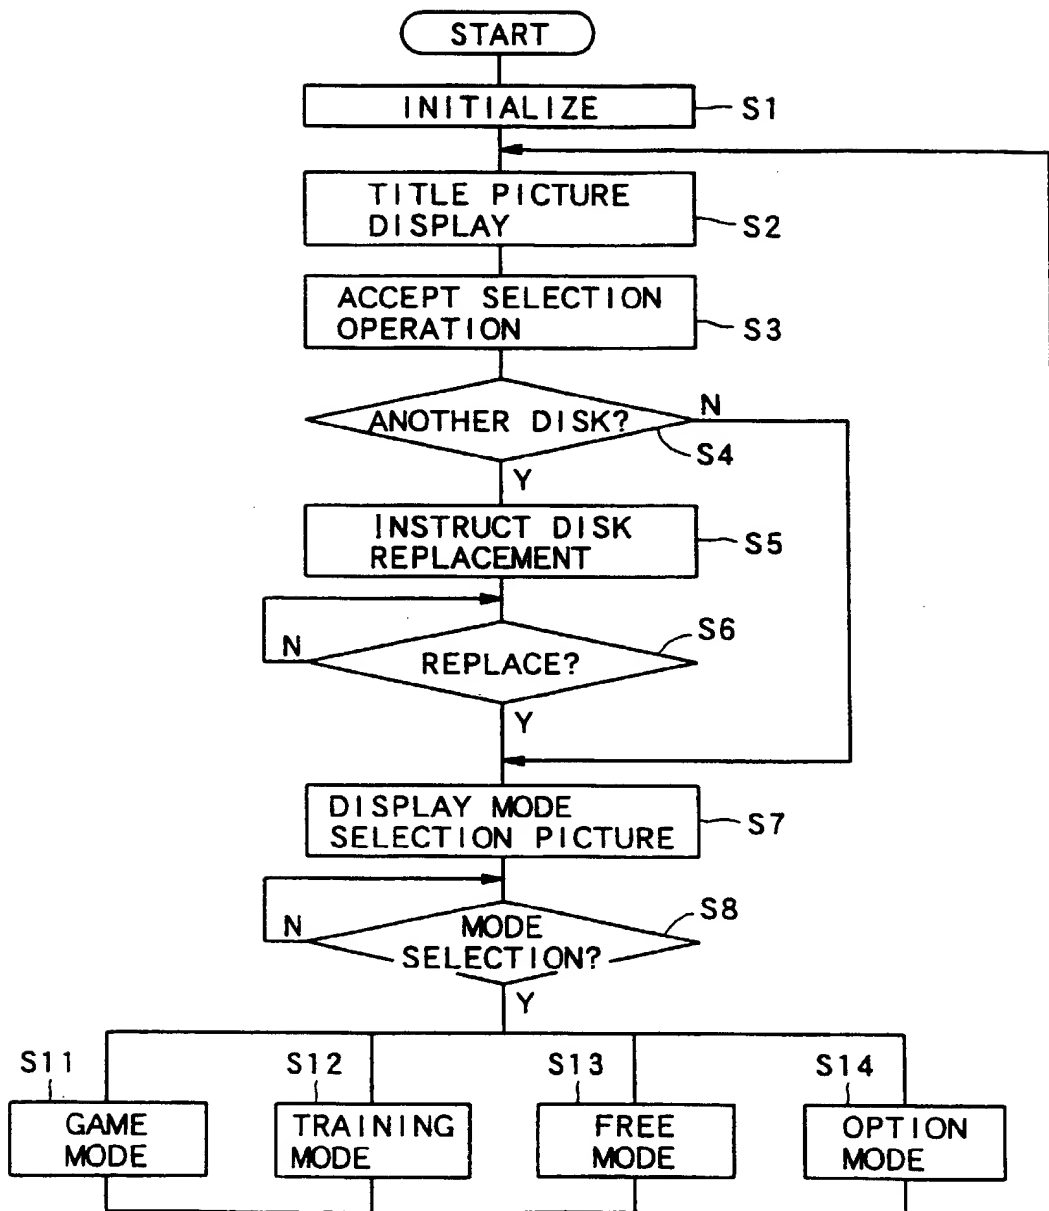 START
INITIALIZE
S1
TITLE PICTURE
DISPLAY
S2
ACCEPT SELECTION
OPERATION
S3
ANOTHER DISK?
N
S4
Y
INSTRUCT DISK
REPLACEMENT
S5
S6
N
REPLACE?
Y
DISPLAY MODE
SELECTION PICTURE
S7
S8
N
MODE
SELECTION?
Y
S11
S12
S13
S14
GAME
MODE
TRAINING
MODE
FREE
MODE
OPTION
MODE